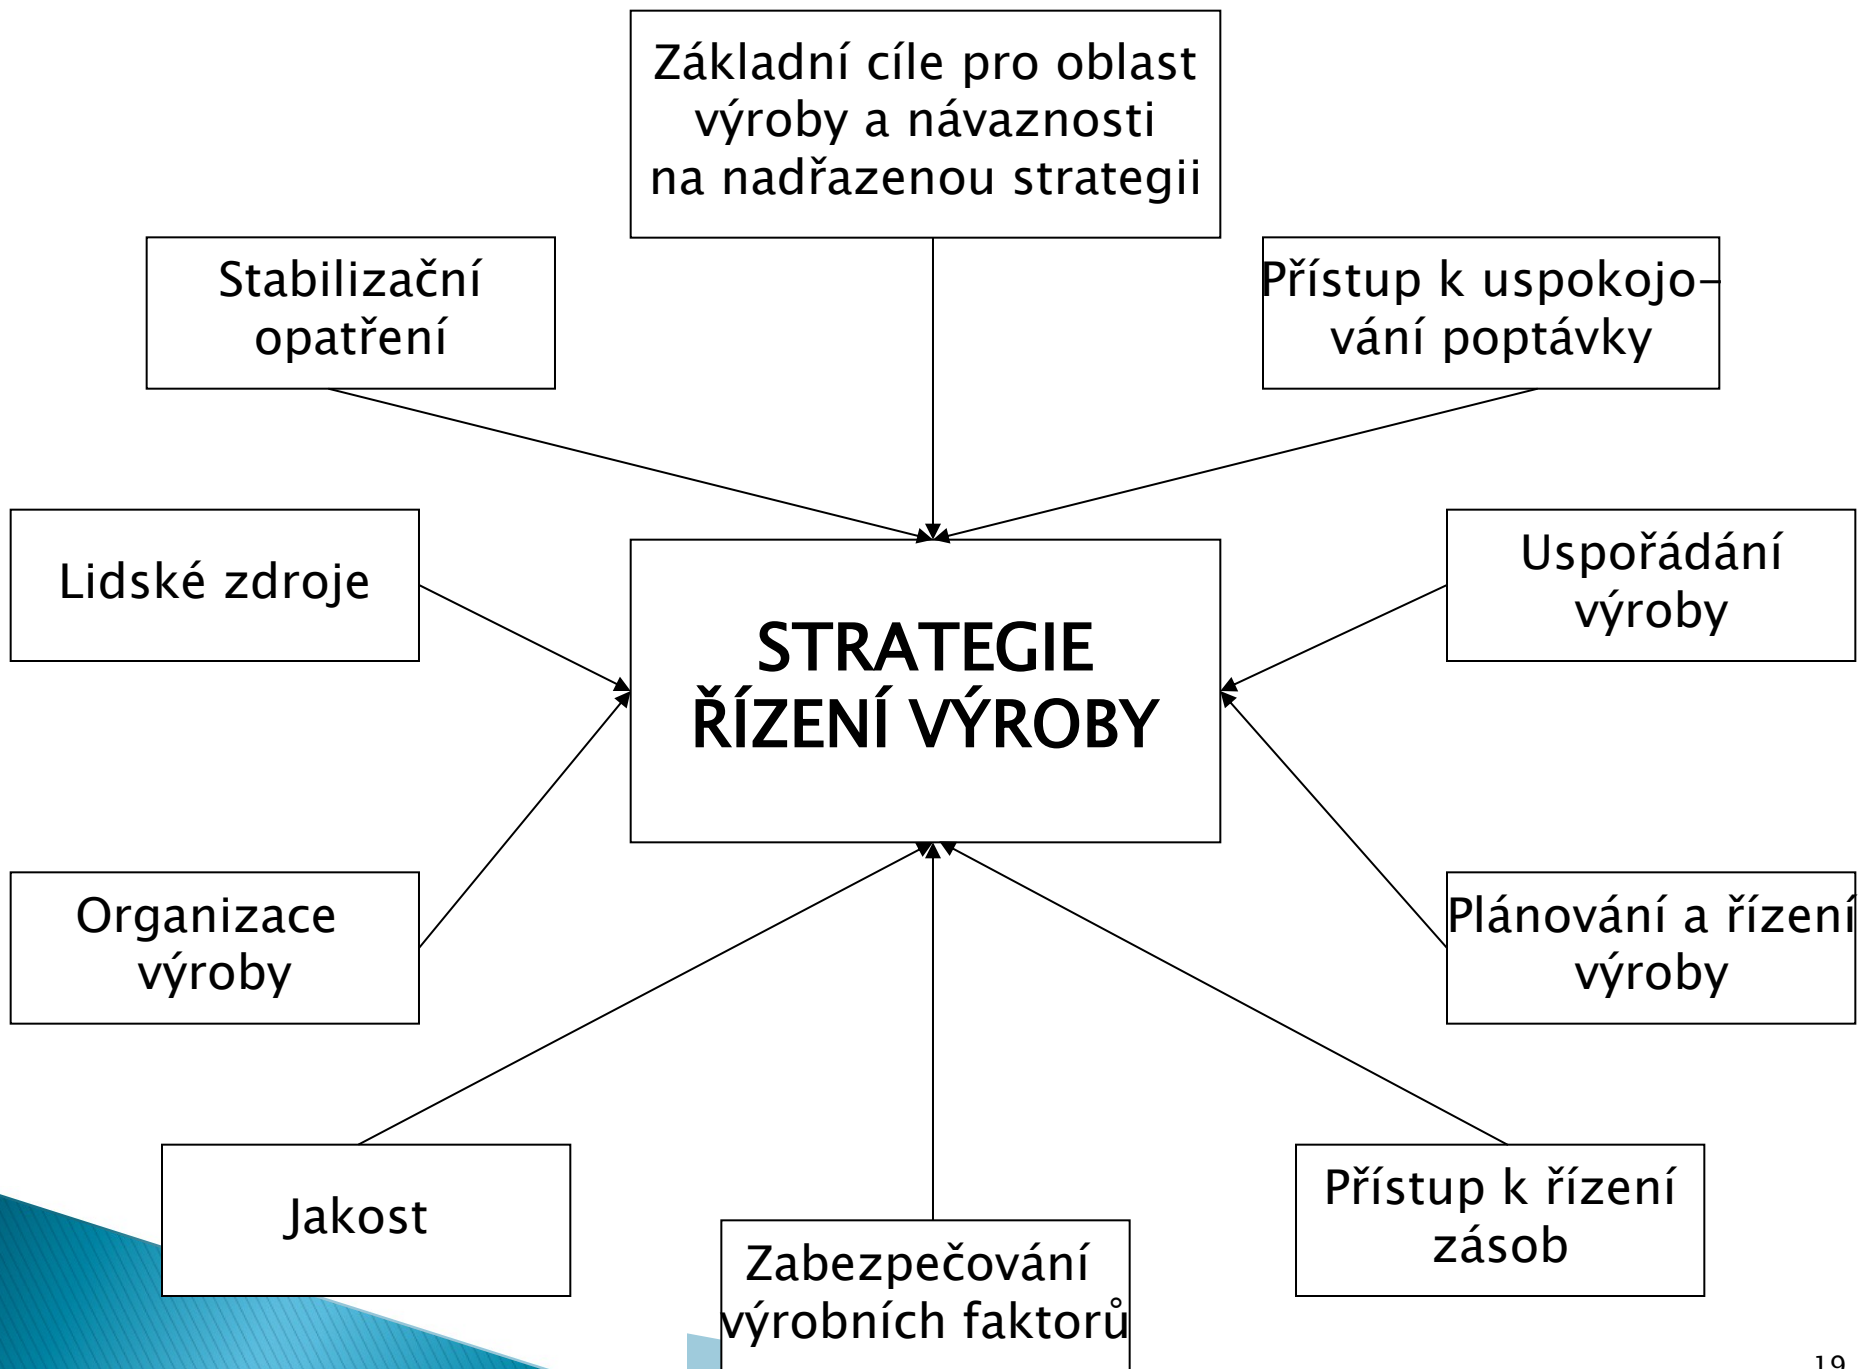 Základní cíle pro oblast
výroby a návaznosti
na nadřazenou strategii
Stabilizační
opatření
Přístup k uspokojo-
vání poptávky
Lidské zdroje
STRATEGIE
ŘÍZENÍ VÝROBY
Uspořádání
výroby
Organizace
výroby
Plánování a řízení
výroby
Jakost
Zabezpečování
výrobních faktorů
Přístup k řízení
zásob
19